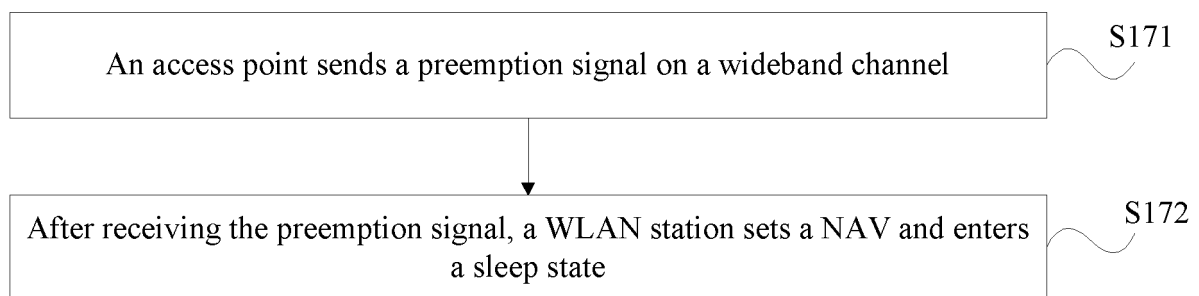 An access point sends a preemption signal on a wideband channel
S171
After receiving the preemption signal, a WLAN station sets a NAV and enters
a sleep state
S172